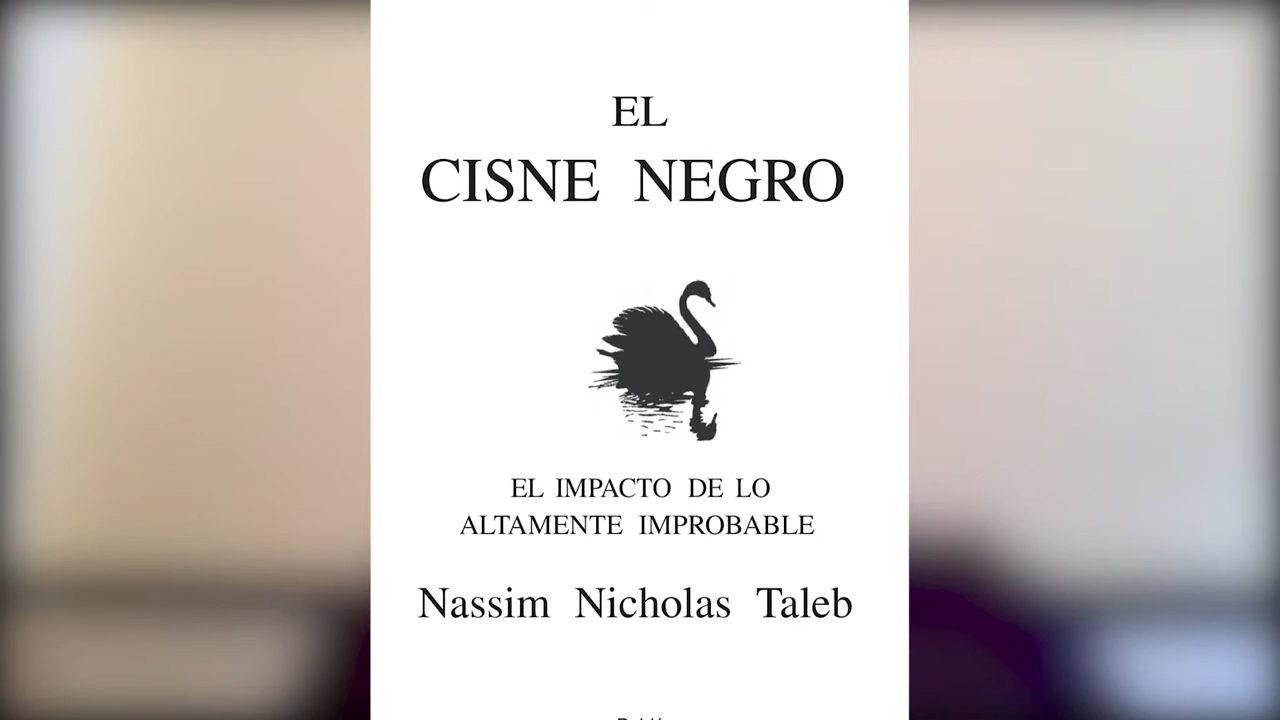 EL
CISNE NEGRO
EL IMPACTO DE LO
ALTAMENTE IMPROBABLE
Nassim Nicholas Taleb